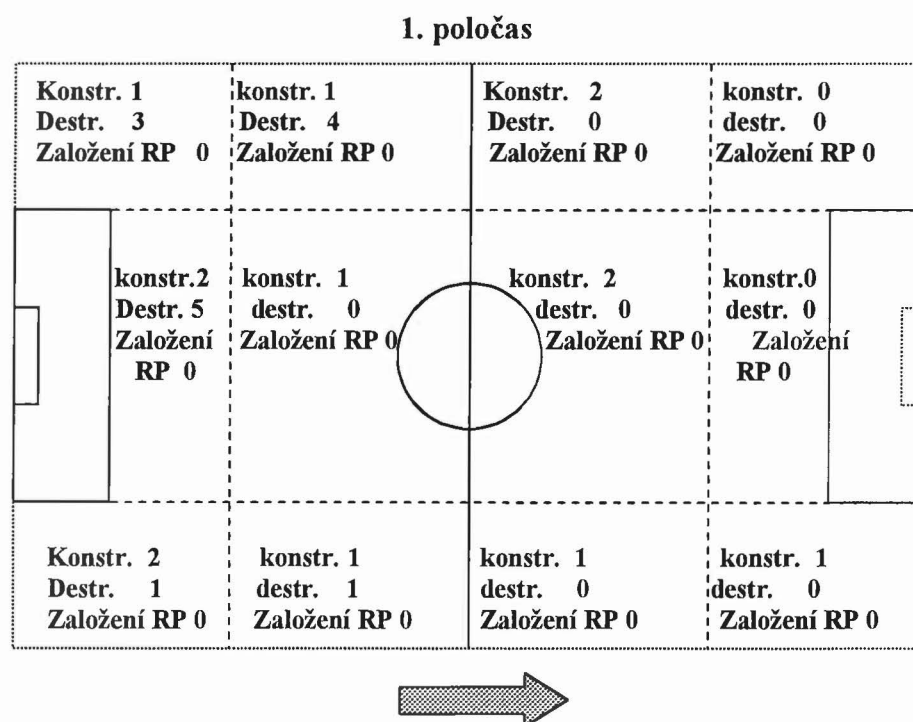 1. poločas
Konstr. 1
Destr. 3
Založení RP 0
konstr. 1
Destr. 4
Založení RP 0
Konstr. 2
Destr. 0
Založení RP 0
konstr. 0
destr. 0
Založení RP 0
konstr.2
Destr. 5
Založení
RP 0
konstr. 1
destr. 0
Založení RP 0
konstr. 2
destr. 0
Založení RP 0
konstr.0
destr. 0
Založení
RP 0
Konstr. 2
Destr. 1
Založení RP 0
konstr. 1
destr. 1
Založení RP 0
konstr. 1
destr. 0
Založení RP 0
konstr. 1
destr. 0
Založení RP 0